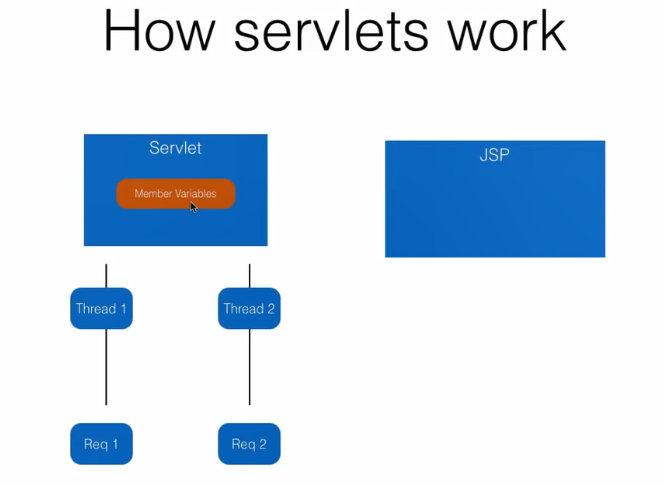 How servlets work
Servlet
Member Variables
JSP
Thread 1
Thread 2
Req 1
Req 2